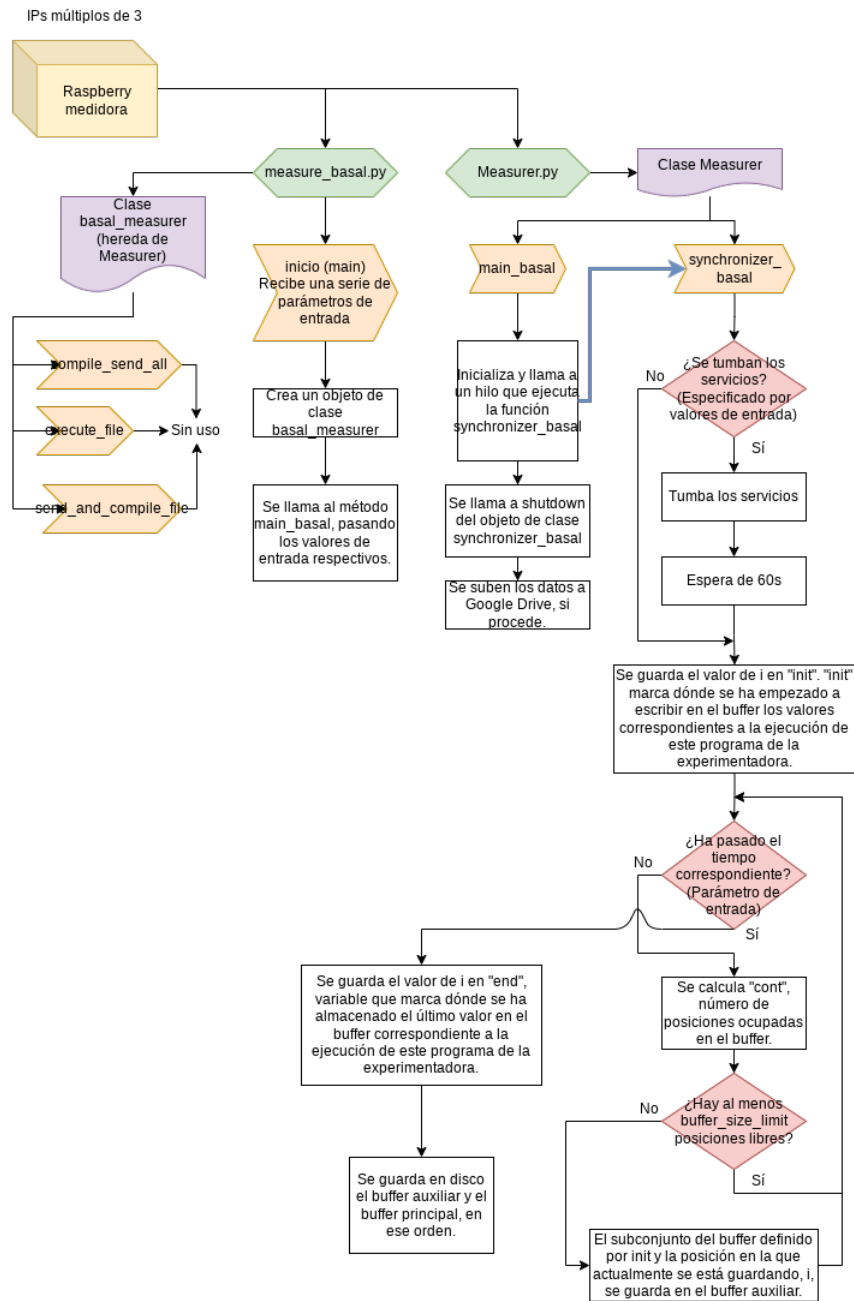 IPs múltiplos de 3
Raspberry
medidora
measure_basal.py
Measurer.py
Clase Measurer
Clase
basal_measurer
(hereda de
Measurer)
inicio (main)
Recibe una serie de
parámetros de
entrada
main_basal
synchronizer_
basal
compile_send_all
execute_file
Sin uso
send_and_compile_file
Crea un objeto de
clase
basal_measurer
Se llama al método
main_basal, pasando
los valores de
entrada respectivos.
Inicializa y llama a
un hilo que ejecuta
la función
synchronizer_basal
Se llama a shutdown
del objeto de clase
synchronizer_basal
Se suben los datos a
Google Drive, si
procede.
¿Se tumban los
servicios?
(Especificado por
valores de entrada)
No
Sí
Tumba los servicios
Espera de 60s
Se guarda el valor de i en "init". "init"
marca dónde se ha empezado a
escribir en el buffer los valores
correspondientes a la ejecución de
este programa de la
experimentadora.
¿Ha pasado el
tiempo
correspondiente?
(Parámetro de
entrada)
No
Sí
Se guarda el valor de i en "end",
variable que marca dónde se ha
almacenado el último valor en el
buffer correspondiente a la
ejecución de este programa de la
experimentadora.
Se calcula "cont",
número de
posiciones ocupadas
en el buffer.
¿Hay al menos
buffer_size_limit
posiciones libres?
No
Sí
Se guarda en disco
el buffer auxiliar y el
buffer principal, en
ese orden.
El subconjunto del buffer definido
por init y la posición en la que
actualmente se está guardando, i,
se guarda en el buffer auxiliar.